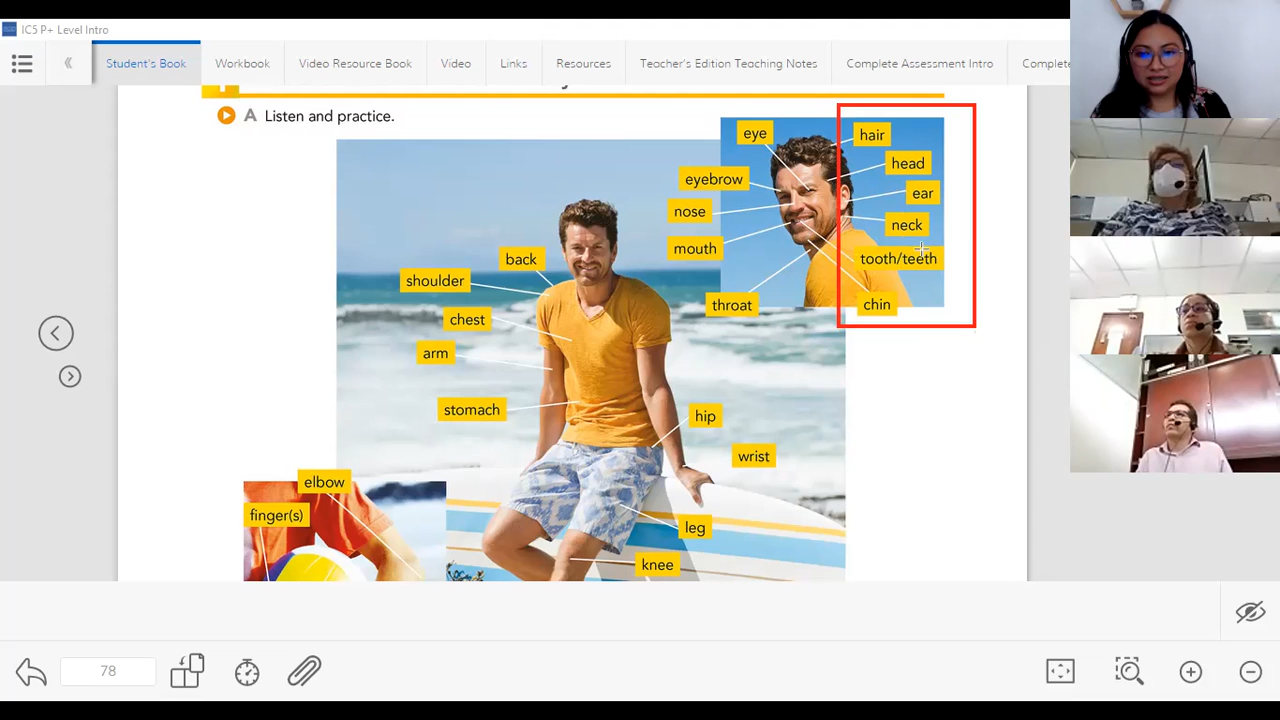 IC5 P+ Level Intro
Student's Book
Workbook
Video Resource Book
Video
Links
Resources
Teacher's Edition Teaching Notes
Complete Assessment Intro
Complete
A Listen and practice.
eye
hair
head
eyebrow
ear
nose
neck
mouth
tooth/teeth
throat
chin
back
shoulder
chest
arm
stomach
hip
wrist
elbow
finger(s)
leg
knee
78